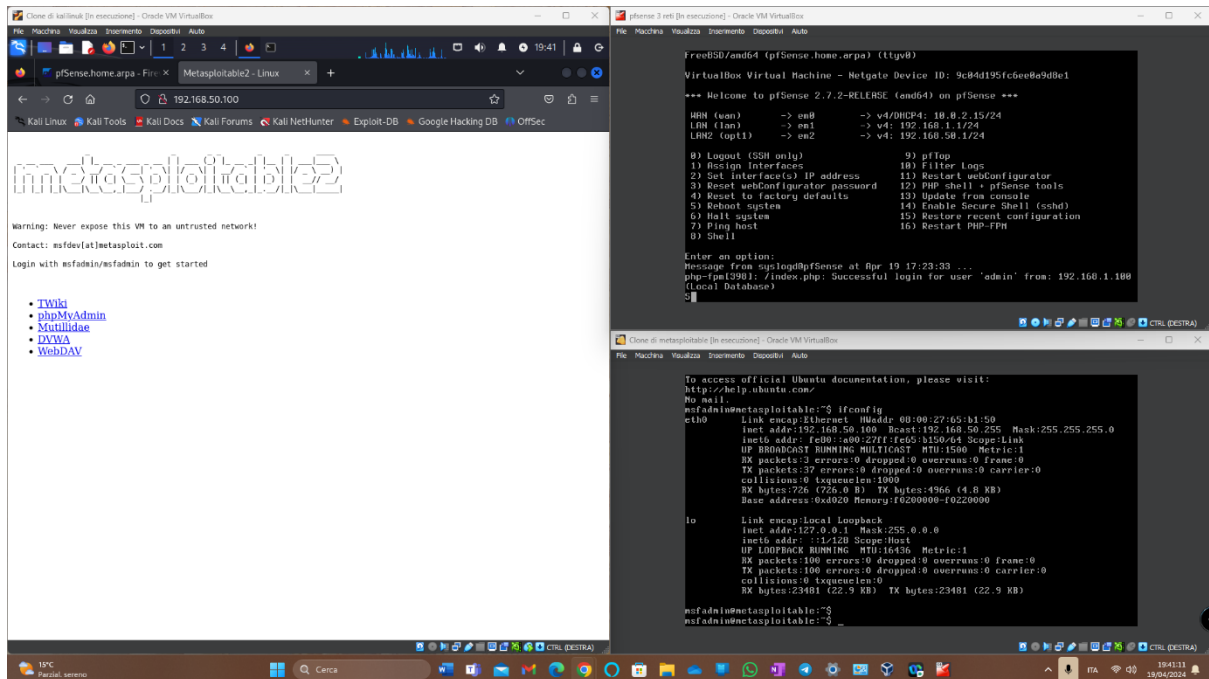 Clone di kalilinuk [In esecuzione] - Oracle VM VirtualBox
File Macchina Visualizza Inserimento Dispositivi Aiuto
1 2 3 4
19:41
pfSense.home.arpa - Fire
Metasploitable2 - Linux
192.168.50.100
Kali Linux Kali Tools Kali Docs Kali Forums Kali NetHunter Exploit-DB Google Hacking DB OffSec
metasploitable2
Warning: Never expose this VM to an untrusted network!
Contact: msfdev[at]metasploit.com
Login with msfadmin/msfadmin to get started
TWiki
phpMyAdmin
Mutillidae
DVWA
WebDAV
CTRL (DESTRA)
pfsense 3 reti [In esecuzione] - Oracle VM VirtualBox
File Macchina Visualizza Inserimento Dispositivi Aiuto
FreeBSD/amd64 (pfSense.home.arpa) (ttyv0)
VirtualBox Virtual Machine - Netgate Device ID: 9c04d195fc6ee0a9d8e1
*** Welcome to pfSense 2.7.2-RELEASE (amd64) on pfSense ***
WAN (wan) -> em0 -> v4/DHCP4: 10.0.2.15/24
LAN (lan) -> em1 -> v4: 192.168.1.1/24
LAN2 (opt1) -> em2 -> v4: 192.168.50.1/24
0) Logout (SSH only) 9) pfTop
1) Assign Interfaces 10) Filter Logs
2) Set interface(s) IP address 11) Restart webConfigurator
3) Reset webConfigurator password 12) PHP shell + pfSense tools
4) Reset to factory defaults 13) Update from console
5) Reboot system 14) Enable Secure Shell (sshd)
6) Halt system 15) Restore recent configuration
7) Ping host 16) Restart PHP-FPM
8) Shell
Enter an option:
Message from syslogd@pfSense at Apr 19 17:23:33 ...
php-fpm[398]: /index.php: Successful login for user 'admin' from: 192.168.1.100
(Local Database)
S
CTRL (DESTRA)
Clone di metasploitable [In esecuzione] - Oracle VM VirtualBox
File Macchina Visualizza Inserimento Dispositivi Aiuto
To access official Ubuntu documentation, please visit:
http://help.ubuntu.com/
No mail.
msfadmin@metasploitable:~$ ifconfig
eth0 Link encap:Ethernet HWaddr 08:00:27:65:b1:50
inet addr:192.168.50.100 Bcast:192.168.50.255 Mask:255.255.255.0
inet6 addr: fe80::a00:27ff:fe65:b150/64 Scope:Link
UP BROADCAST RUNNING MULTICAST MTU:1500 Metric:1
RX packets:3 errors:0 dropped:0 overruns:0 frame:0
TX packets:37 errors:0 dropped:0 overruns:0 carrier:0
collisions:0 txqueuelen:1000
RX bytes:726 (726.0 B) TX bytes:4966 (4.8 KB)
Base address:0xd020 Memory:f0200000-f0220000
lo Link encap:Local Loopback
inet addr:127.0.0.1 Mask:255.0.0.0
inet6 addr: ::1/128 Scope:Host
UP LOOPBACK RUNNING MTU:16436 Metric:1
RX packets:100 errors:0 dropped:0 overruns:0 frame:0
TX packets:100 errors:0 dropped:0 overruns:0 carrier:0
collisions:0 txqueuelen:0
RX bytes:23481 (22.9 KB) TX bytes:23481 (22.9 KB)
msfadmin@metasploitable:~$
msfadmin@metasploitable:~$ _
CTRL (DESTRA)
15°C
Parzial. sereno
Cerca
ITA
19:41:11
19/04/2024